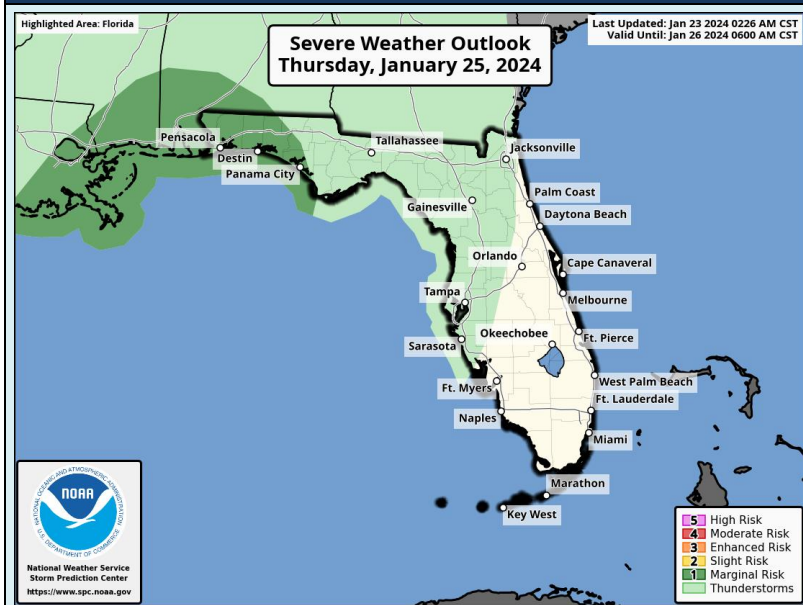 Highlighted Area: Florida
Severe Weather Outlook
Thursday, January 25, 2024
Last Updated: Jan 23 2024 0226 AM CST
Valid Until: Jan 26 2024 0600 AM CST
Pensacola
Destin
Panama City
Tallahassee
Jacksonville
Gainesville
Palm Coast
Daytona Beach
Orlando
Cape Canaveral
Tampa
Melbourne
Okeechobee
Ft. Pierce
Sarasota
Ft. Myers
West Palm Beach
Ft. Lauderdale
Naples
Miami
Marathon
Key West
NATIONAL OCEANIC AND ATMOSPHERIC ADMINISTRATION
NOAA
U.S. DEPARTMENT OF COMMERCE
National Weather Service
Storm Prediction Center
https://www.spc.noaa.gov
5 High Risk
4 Moderate Risk
3 Enhanced Risk
2 Slight Risk
1 Marginal Risk
Thunderstorms